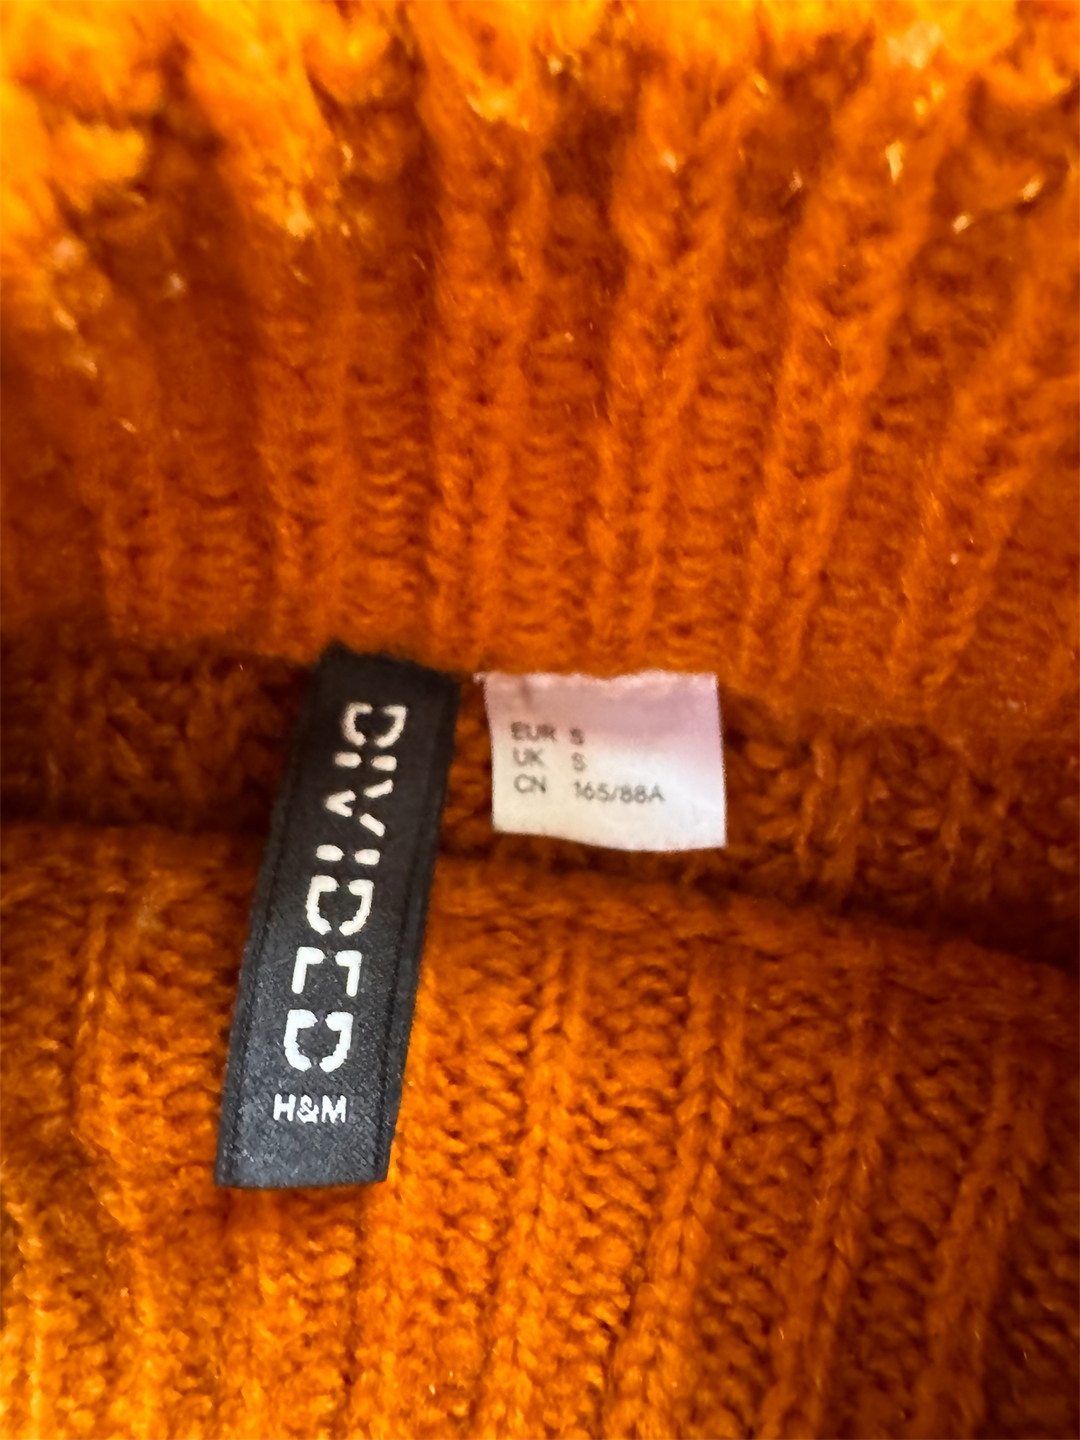 DIVIDED
H&M
EUR S
UK S
CN 165/88A